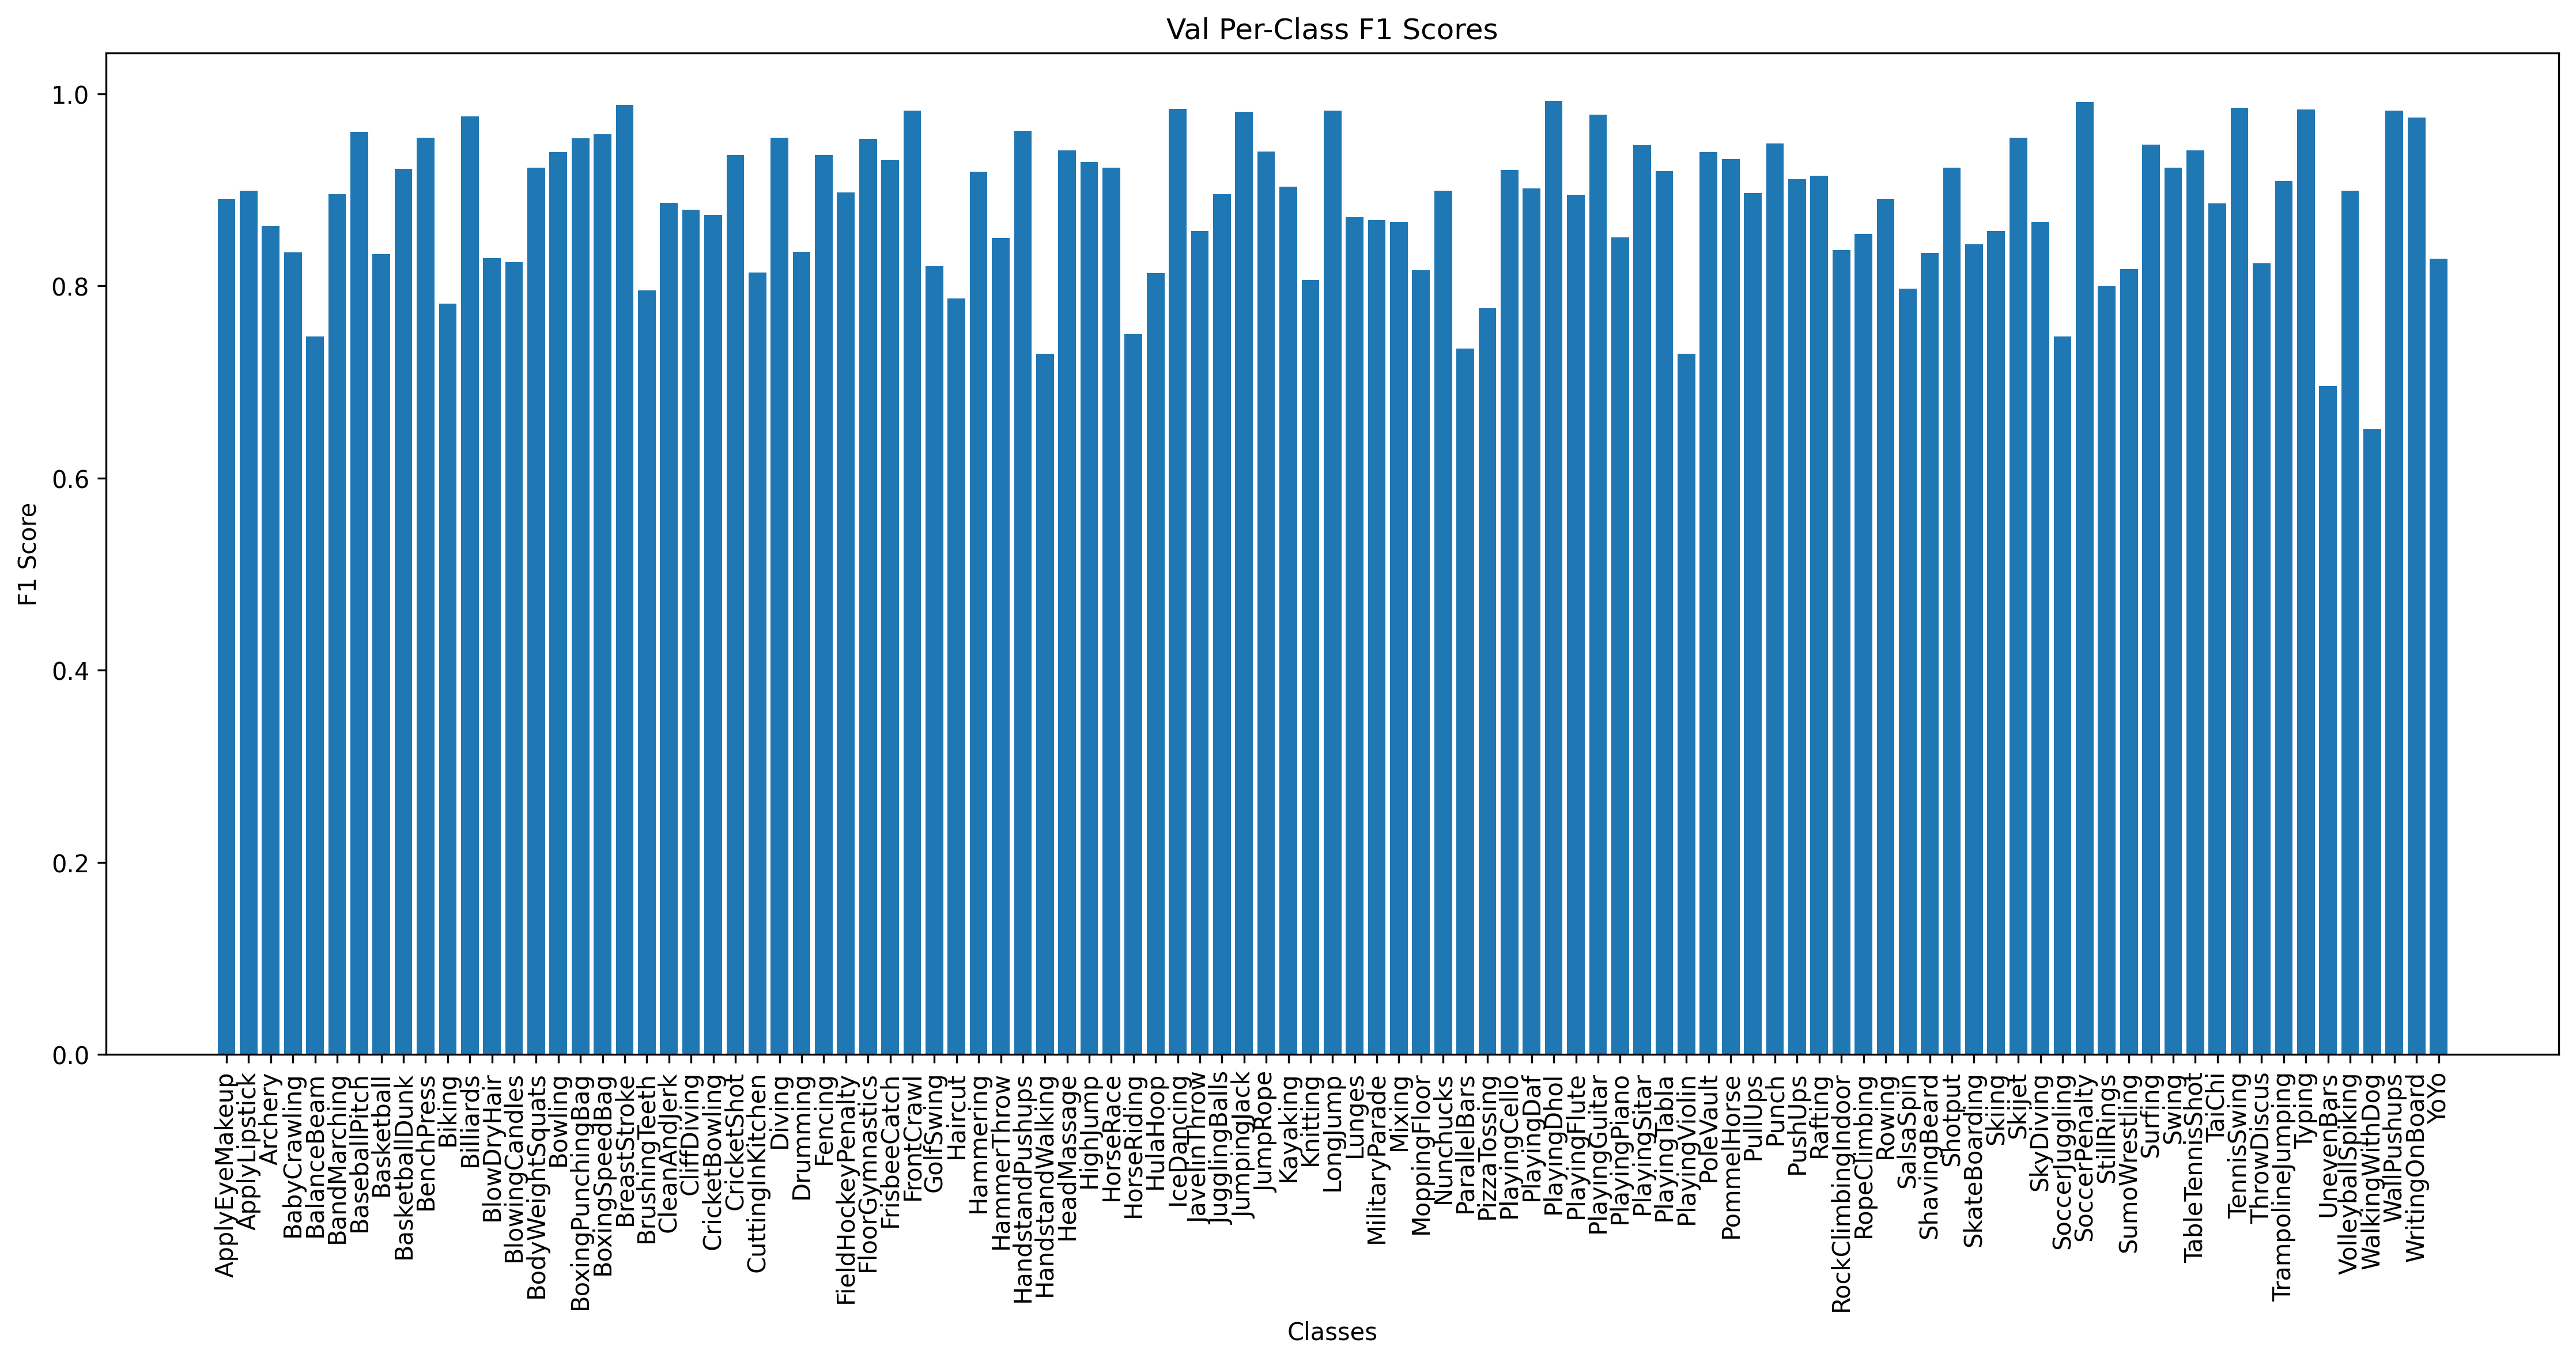 Val Per-Class F1 Scores
1.0
0.8
0.6
0.4
0.2
0.0
F1 Score
ApplyEyeMakeup
ApplyLipstick
Archery
BabyCrawling
BalanceBeam
BandMarching
BaseballPitch
Basketball
BasketballDunk
BenchPress
Biking
Billiards
BlowDryHair
BlowingCandles
BodyWeightSquats
Bowling
BoxingPunchingBag
BoxingSpeedBag
BreastStroke
BrushingTeeth
CleanAndJerk
CliffDiving
CricketBowling
CricketShot
CuttingInKitchen
Diving
Drumming
Fencing
FieldHockeyPenalty
FloorGymnastics
FrisbeeCatch
FrontCrawl
GolfSwing
Haircut
Hammering
HammerThrow
HandstandPushups
HandstandWalking
HeadMassage
HighJump
HorseRace
HorseRiding
HulaHoop
IceDancing
JavelinThrow
JugglingBalls
JumpingJack
JumpRope
Kayaking
Knitting
LongJump
Lunges
MilitaryParade
Mixing
MoppingFloor
Nunchucks
ParallelBars
PizzaTossing
PlayingCello
PlayingDaf
PlayingDhol
PlayingFlute
PlayingGuitar
PlayingPiano
PlayingSitar
PlayingTabla
PlayingViolin
PoleVault
PommelHorse
PullUps
Punch
PushUps
Rafting
RockClimbingIndoor
RopeClimbing
Rowing
SalsaSpin
ShavingBeard
Shotput
SkateBoarding
Skiing
Skijet
SkyDiving
SoccerJuggling
SoccerPenalty
StillRings
SumoWrestling
Surfing
Swing
TableTennisShot
TaiChi
TennisSwing
ThrowDiscus
TrampolineJumping
Typing
UnevenBars
VolleyballSpiking
WalkingWithDog
WallPushups
WritingOnBoard
YoYo
Classes